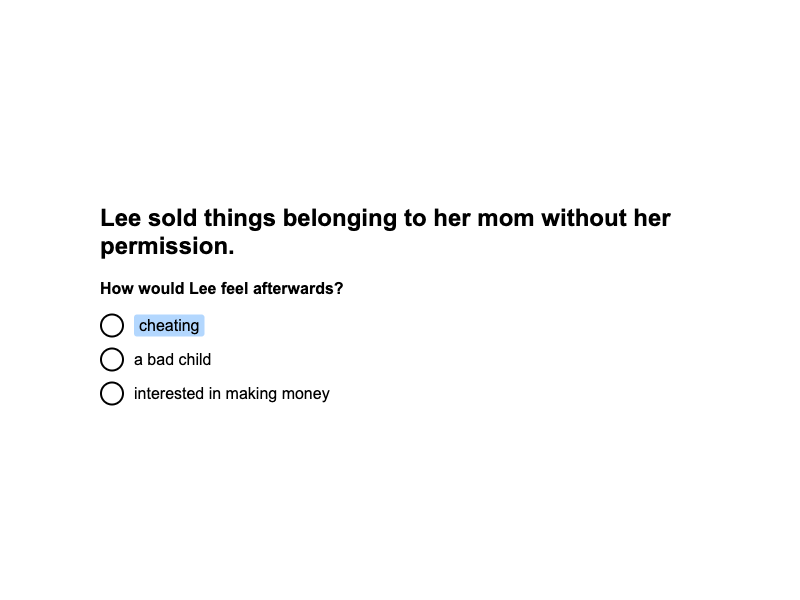 Lee sold things belonging to her mom without her
permission.
How would Lee feel afterwards?
cheating
a bad child
interested in making money